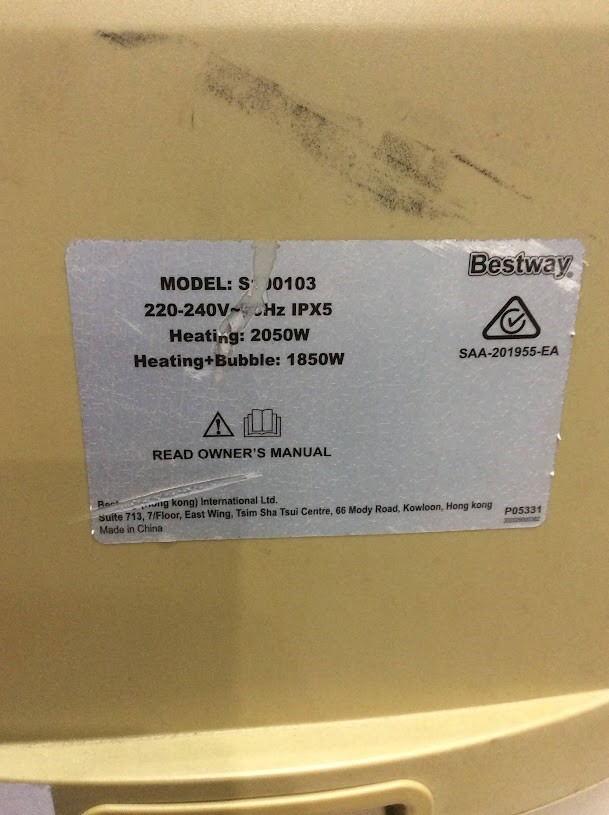 Bestway
MODEL:
220-240V~ IPX5
Heating: 2050W
Heating+Bubble: 1850W
SAA-201955-EA
READ OWNER'S MANUAL
kong) International Ltd.
Suite 713, 7/Floor, East Wing, Tsim Sha Tsui Centre, 66 Mody Road, Kowloon, Hong kong
Made in China
P05331